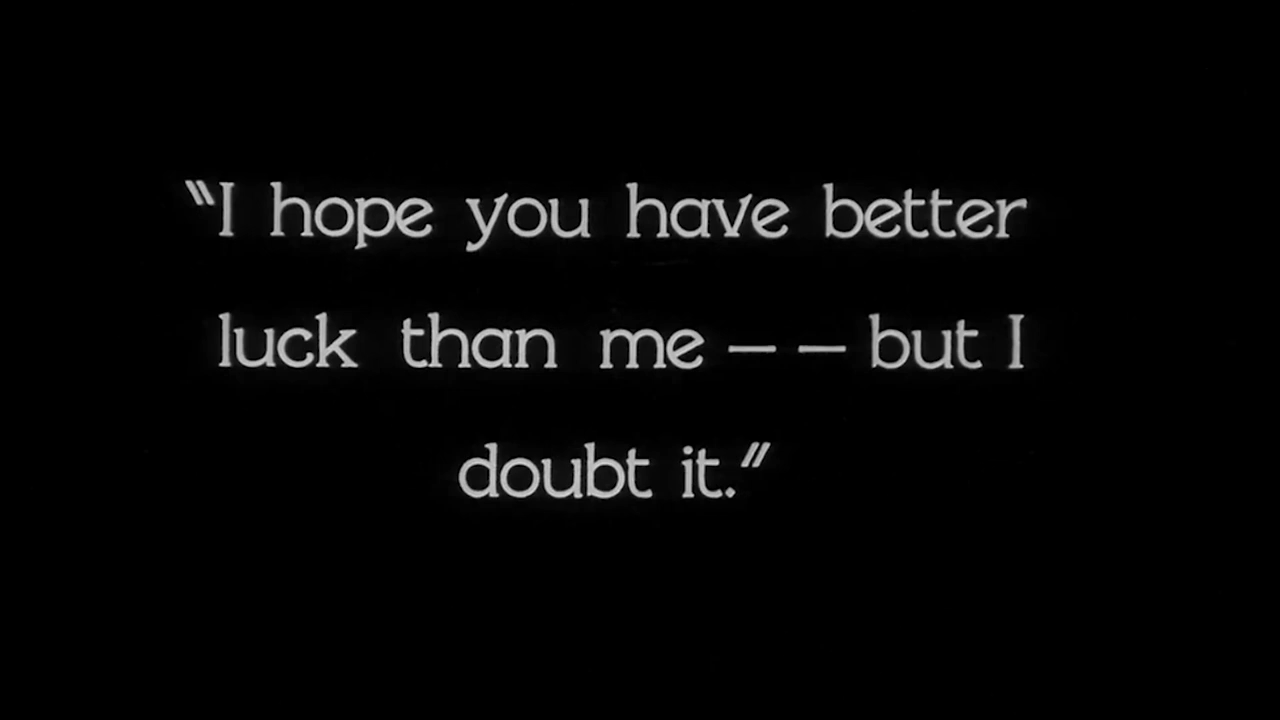 “I hope you have better
luck than me — — but I
doubt it.”